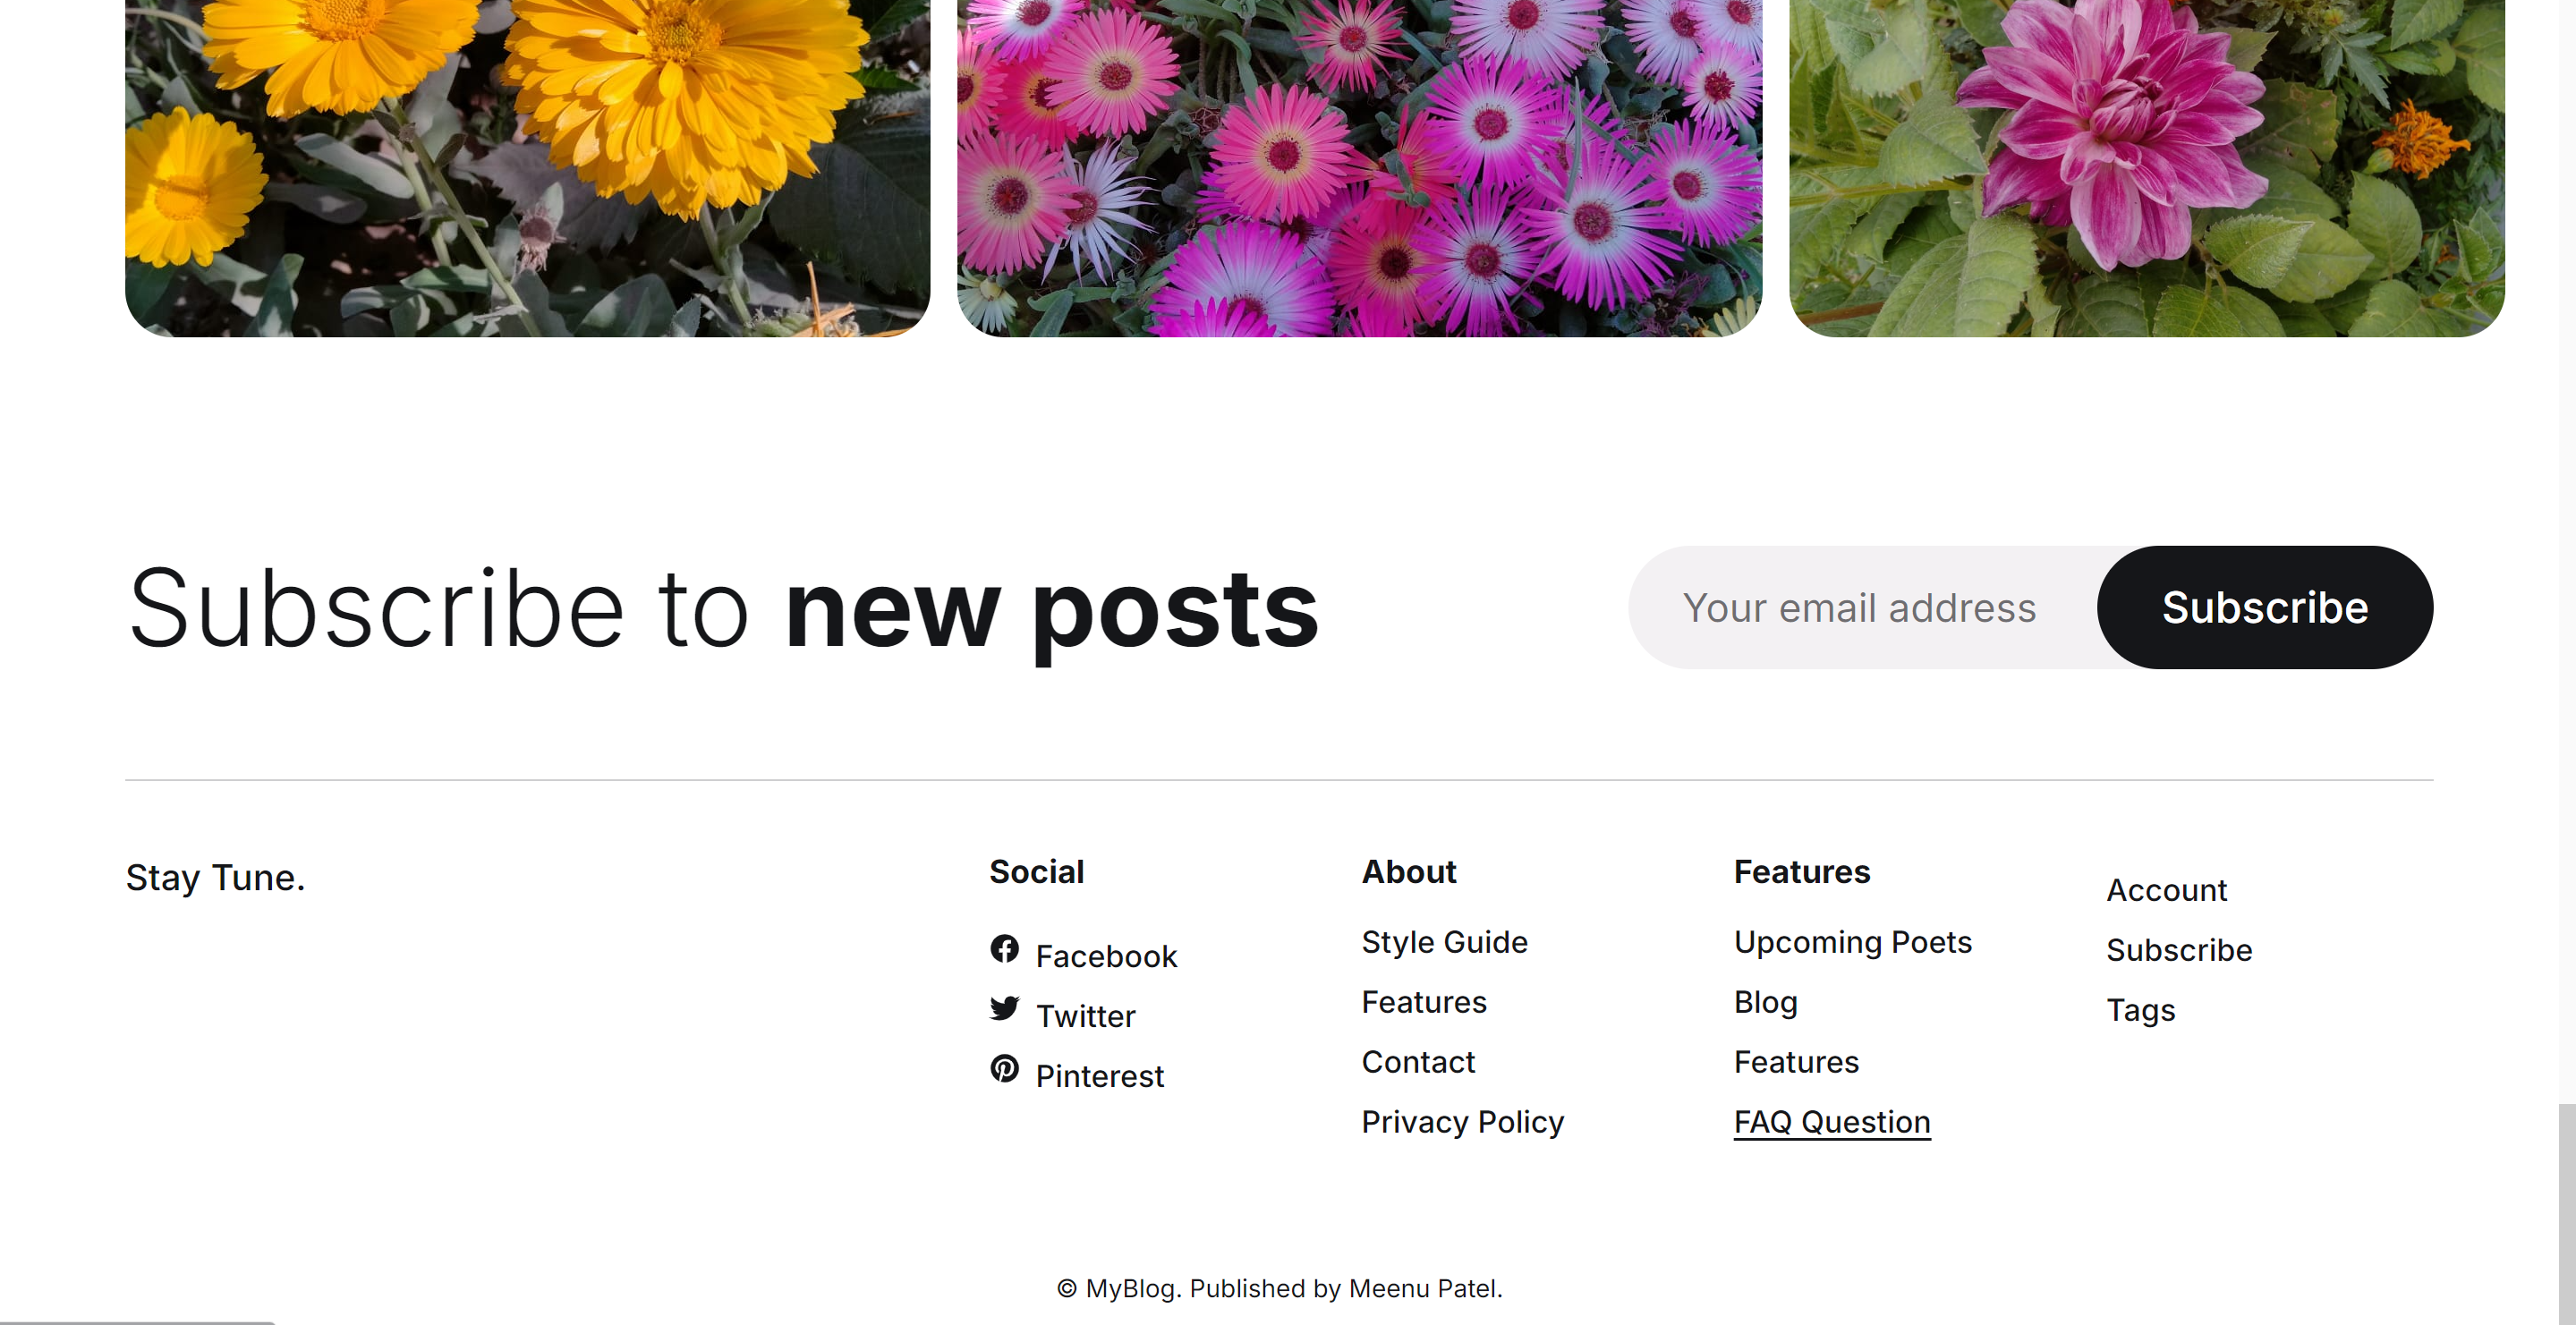 Subscribe to new posts
Your email address
Subscribe
Stay Tune.
Social
Facebook
Twitter
Pinterest
About
Style Guide
Features
Contact
Privacy Policy
Features
Upcoming Poets
Blog
Features
FAQ Question
Account
Subscribe
Tags
© MyBlog. Published by Meenu Patel.